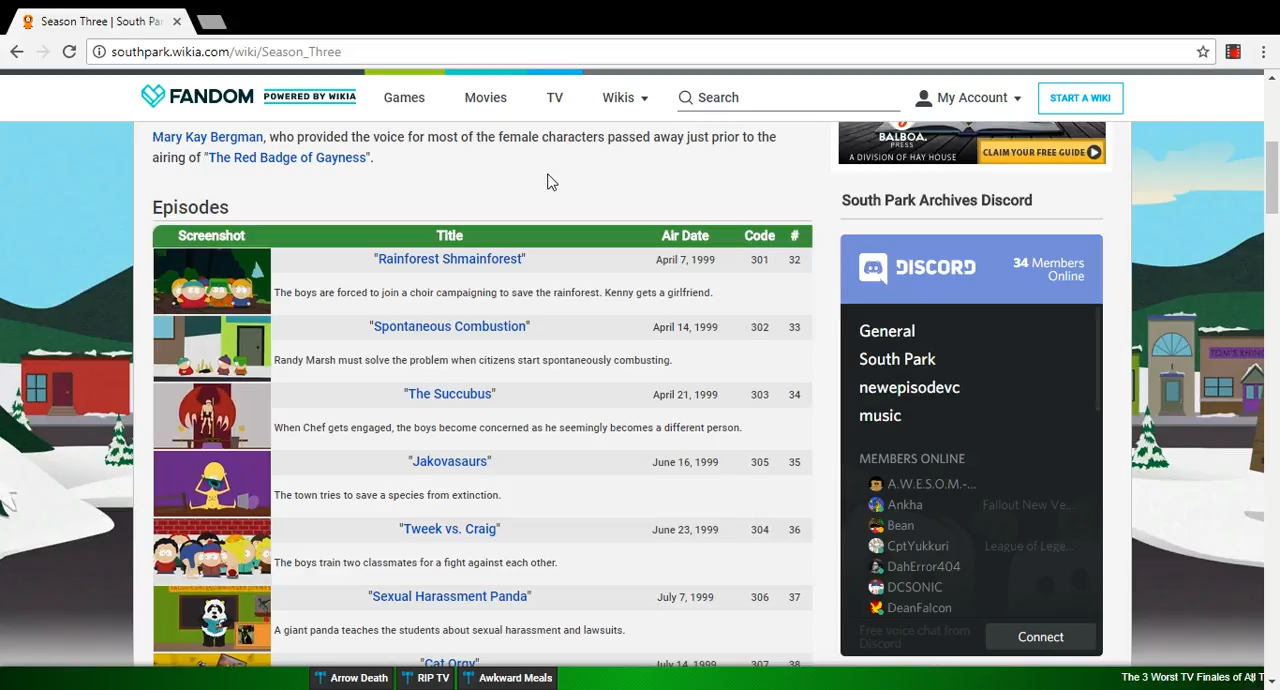 Season Three | South Par
southpark.wikia.com/wiki/Season_Three
FANDOM POWERED BY WIKIA Games Movies TV Wikis Search My Account START A WIKI
Mary Kay Bergman, who provided the voice for most of the female characters passed away just prior to the
airing of "The Red Badge of Gayness".
BALBOA.
PRESS
A DIVISION OF HAY HOUSE
CLAIM YOUR FREE GUIDE
Episodes
Screenshot Title Air Date Code #
"Rainforest Shmainforest" April 7, 1999 301 32
The boys are forced to join a choir campaigning to save the rainforest. Kenny gets a girlfriend.
"Spontaneous Combustion" April 14, 1999 302 33
Randy Marsh must solve the problem when citizens start spontaneously combusting.
"The Succubus" April 21, 1999 303 34
When Chef gets engaged, the boys become concerned as he seemingly becomes a different person.
"Jakovasaurs" June 16, 1999 305 35
The town tries to save a species from extinction.
"Tweek vs. Craig" June 23, 1999 304 36
The boys train two classmates for a fight against each other.
"Sexual Harassment Panda" July 7, 1999 306 37
A giant panda teaches the students about sexual harassment and lawsuits.
"Cat Orgy" July 14, 1999 307 38
South Park Archives Discord
DISCORD 34 Members
Online
General
South Park
newepisodevc
music
MEMBERS ONLINE
A.W.E.S.O.M.-...
Ankha Fallout New Ve...
Bean
CptYukkuri League of Lege...
DahError404
DCSONIC
DeanFalcon
Free voice chat from
Discord
Connect
Arrow Death RIP TV Awkward Meals
The 3 Worst TV Finales of All T